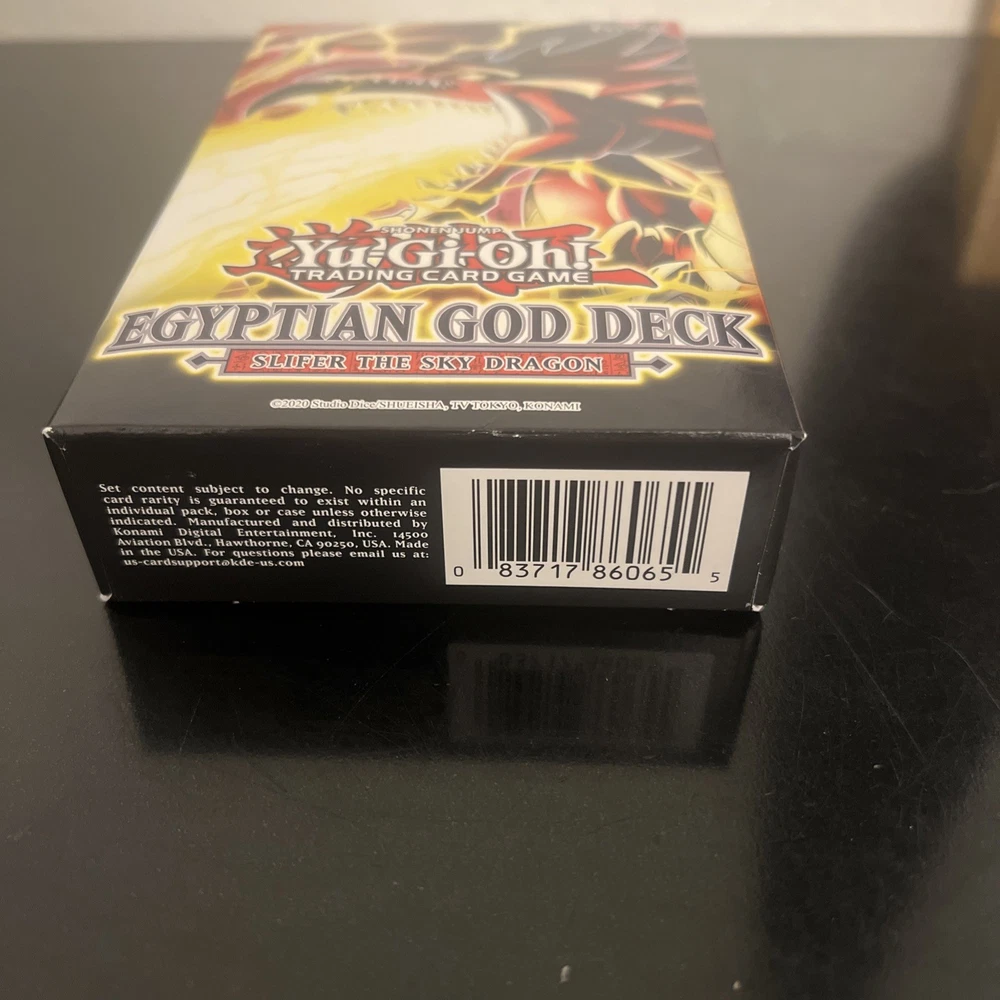 SHONEN JUMP
Yu-Gi-Oh!
TRADING CARD GAME
EGYPTIAN GOD DECK
SLIFER THE SKY DRAGON
©2020 Studio Dice/SHUEISHA, TV TOKYO, KONAMI
Set content subject to change. No specific
card rarity is guaranteed to exist within an
individual pack, box or case unless otherwise
indicated. Manufactured and distributed by
Konami Digital Entertainment, Inc. 14500
Aviation Blvd., Hawthorne, CA 90250, USA. Made
in the USA. For questions please email us at:
us-cardsupport@kde-us.com
0 83717 86065 5